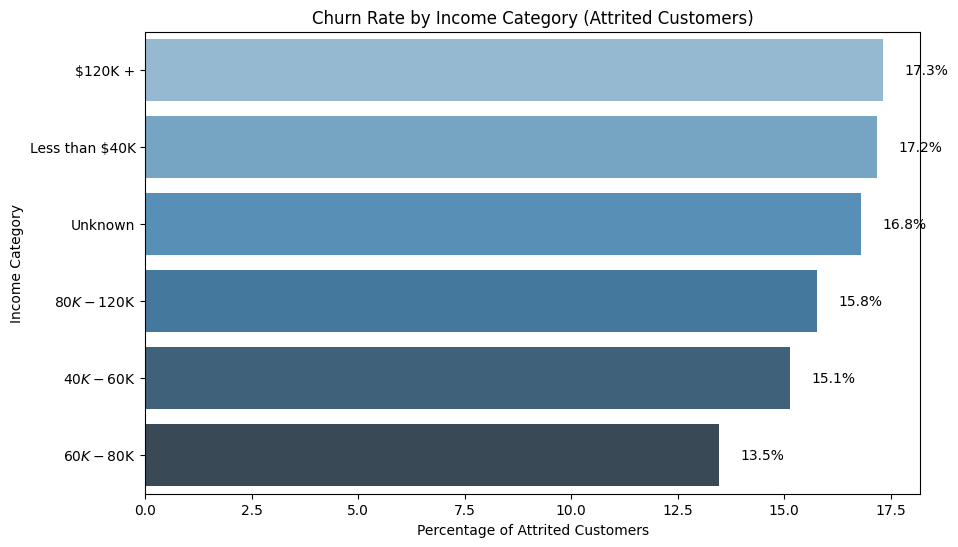 Churn Rate by Income Category (Attrited Customers)
$120K +
17.3%
Less than $40K
17.2%
Unknown
16.8%
80K - 120K
15.8%
40K - 60K
15.1%
60K - 80K
13.5%
Income Category
0.0 2.5 5.0 7.5 10.0 12.5 15.0 17.5
Percentage of Attrited Customers